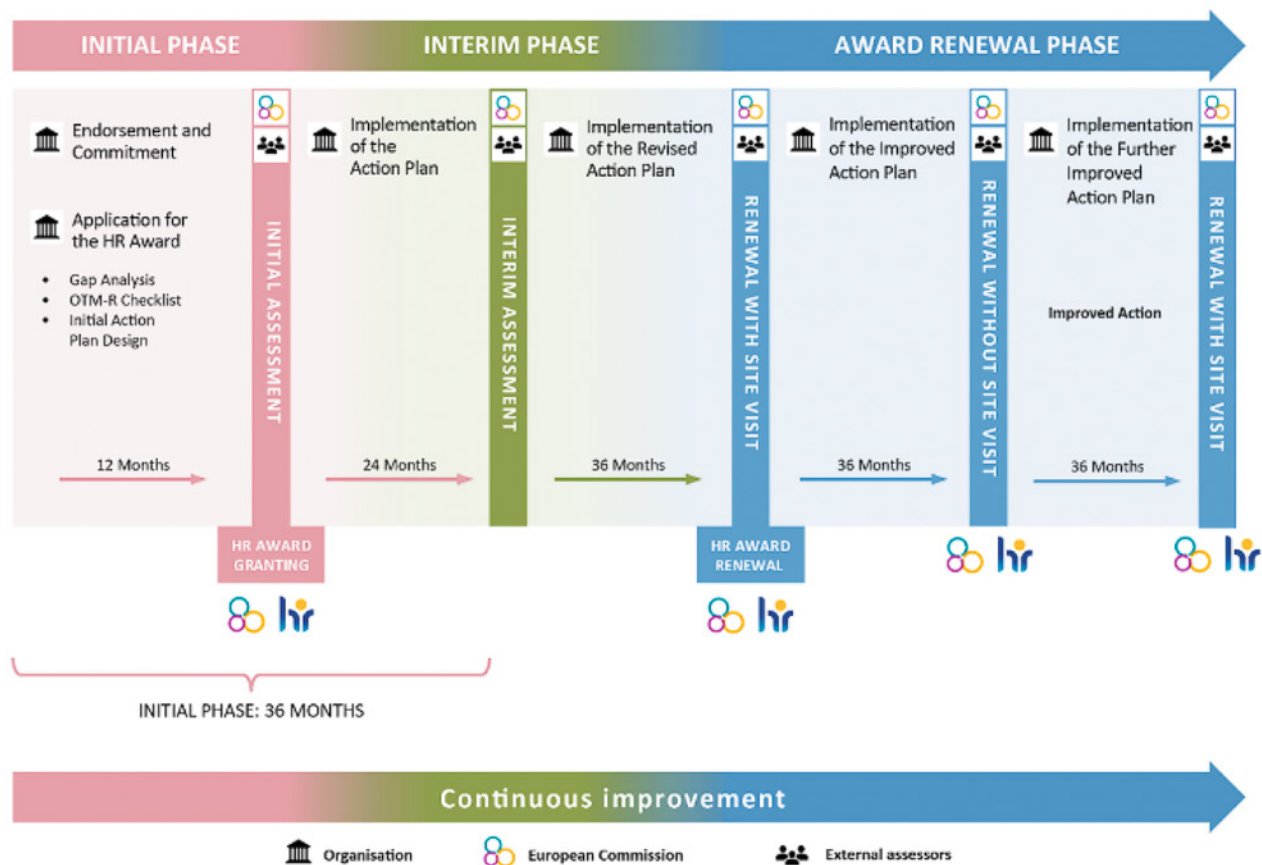 INITIAL PHASE
INTERIM PHASE
AWARD RENEWAL PHASE
Endorsement and
Commitment
Application for
the HR Award
• Gap Analysis
• OTM-R Checklist
• Initial Action
Plan Design
12 Months
INITIAL ASSESSMENT
HR AWARD
GRANTING
hr
Implementation
of the
Action Plan
24 Months
INTERIM ASSESSMENT
Implementation
of the Revised
Action Plan
36 Months
RENEWAL WITH SITE VISIT
HR AWARD
RENEWAL
hr
Implementation
of the Improved
Action Plan
36 Months
RENEWAL WITHOUT SITE VISIT
hr
Implementation
of the Further
Improved
Action Plan
Improved Action
36 Months
RENEWAL WITH SITE VISIT
hr
INITIAL PHASE: 36 MONTHS
Continuous improvement
Organisation
European Commission
External assessors